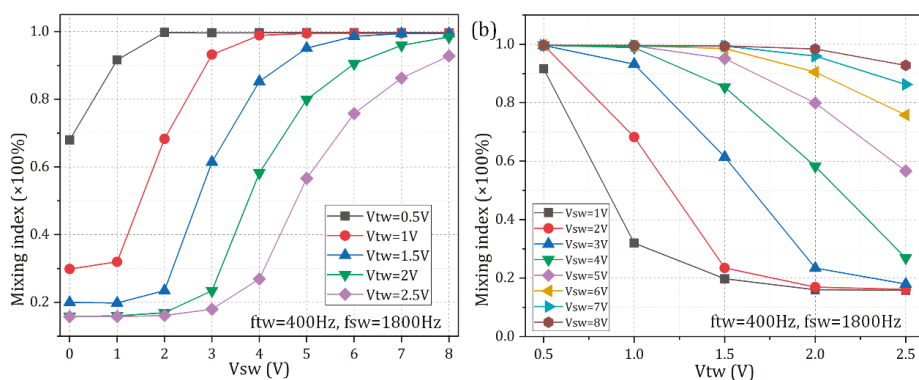 Mixing index (×100%)
1.0
0.8
0.6
0.4
0.2
Vtw=0.5V
Vtw=1V
Vtw=1.5V
Vtw=2V
Vtw=2.5V
ftw=400Hz, fsw=1800Hz
0 1 2 3 4 5 6 7 8
Vsw (V)
(b)
Mixing index (×100%)
1.0
0.8
0.6
0.4
0.2
0.0
Vsw=1V
Vsw=2V
Vsw=3V
Vsw=4V
Vsw=5V
Vsw=6V
Vsw=7V
Vsw=8V
ftw=400Hz, fsw=1800Hz
0.5 1.0 1.5 2.0 2.5
Vtw (V)